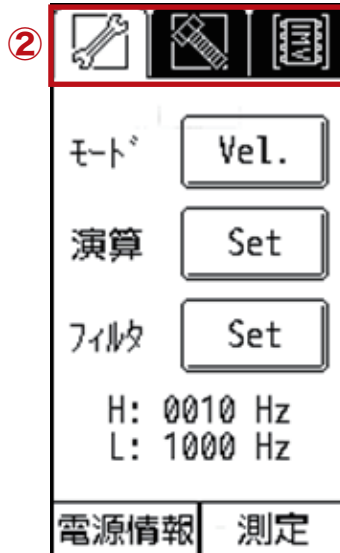 ②
ﾓｰﾄﾞ Vel.
演算 Set
ﾌｨﾙﾀ Set
H: 0010 Hz
L: 1000 Hz
電源情報 測定